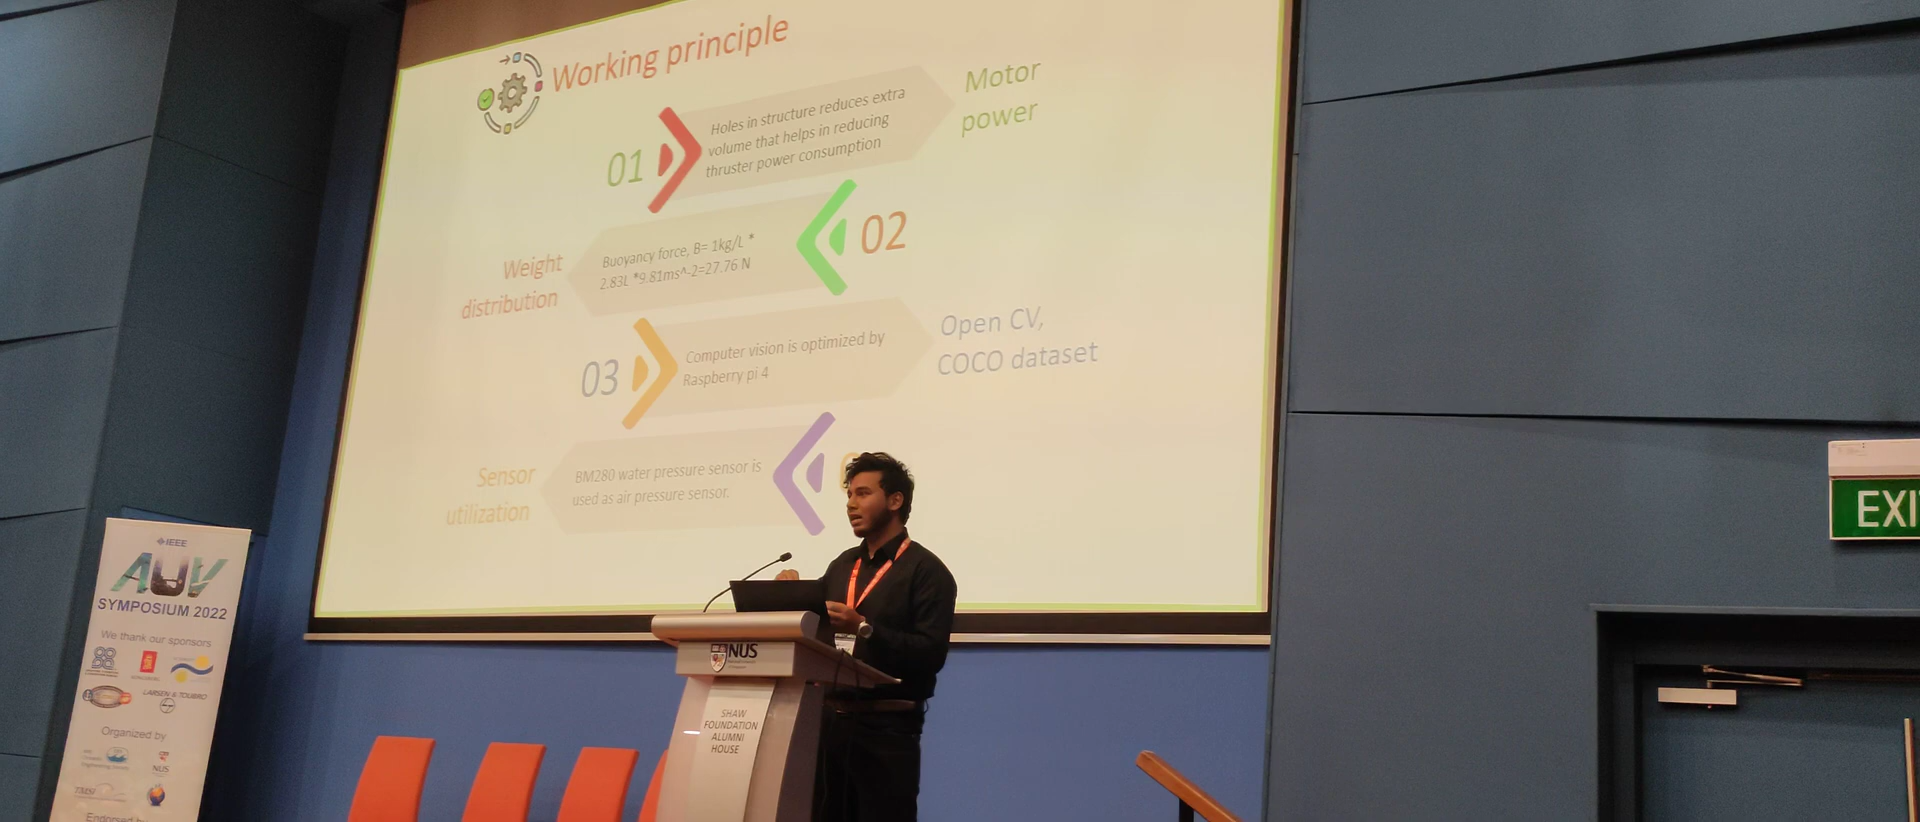 Working principle
01
Holes in structure reduces extra
volume that helps in reducing
thruster power consumption
Motor
power
Weight
distribution
Buoyancy force, B= 1kg/L *
2.83L *9.81ms^-2=27.76 N
02
03
Computer vision is optimized by
Raspberry pi 4
Open CV,
COCO dataset
Sensor
utilization
BM280 water pressure sensor is
used as air pressure sensor.
IEEE
AUV
SYMPOSIUM 2022
We thank our sponsors
LARSEN & TOUBRO
Organized by
NUS
Endorsed
NUS
SHAW
FOUNDATION
ALUMNI
HOUSE
EXI